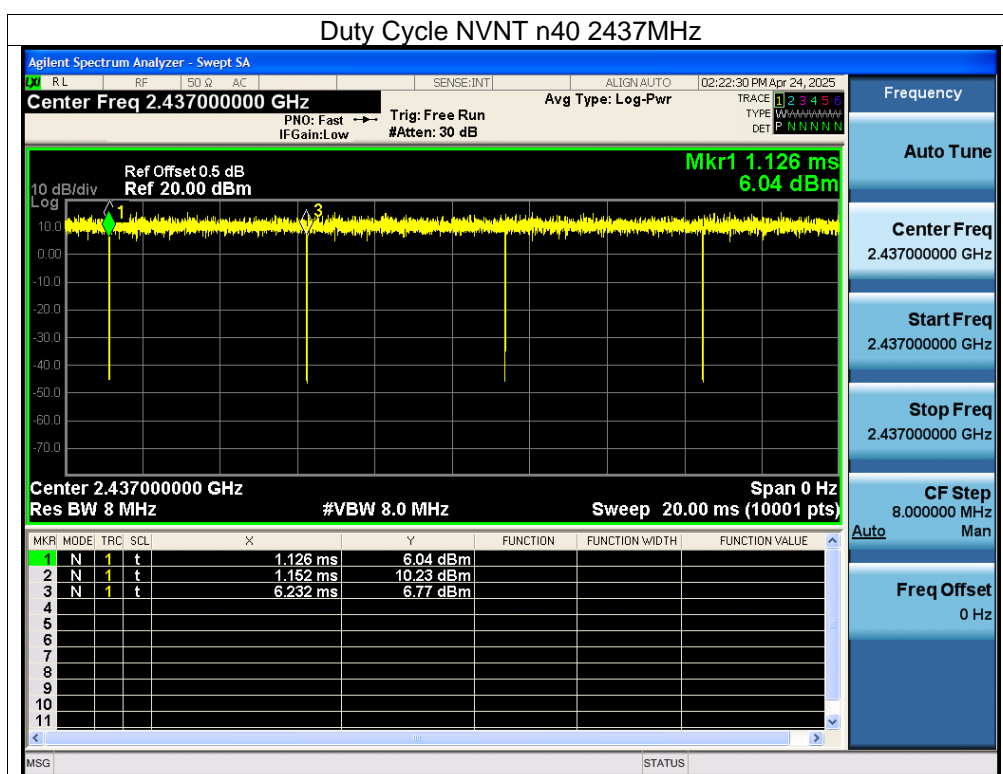 Duty Cycle NVNT n40 2437MHz
Agilent Spectrum Analyzer - Swept SA
LXI RL RF 50 Ω AC SENSE:INT ALIGN AUTO 02:22:30 PM Apr 24, 2025
Center Freq 2.437000000 GHz Avg Type: Log-Pwr TRACE 1 2 3 4 5 6
PNO: Fast Trig: Free Run TYPE WWWWWW
IFGain:Low #Atten: 30 dB DET P N N N N N
Frequency
Mkr1 1.126 ms
6.04 dBm
Ref Offset 0.5 dB
10 dB/div Ref 20.00 dBm
Log
1
3
10.0
0.00
-10.0
-20.0
-30.0
-40.0
-50.0
-60.0
-70.0
Center 2.437000000 GHz Span 0 Hz
Res BW 8 MHz #VBW 8.0 MHz Sweep 20.00 ms (10001 pts)
MKR MODE TRC SCL X Y FUNCTION FUNCTION WIDTH FUNCTION VALUE
1 N 1 t 1.126 ms 6.04 dBm
2 N 1 t 1.152 ms 10.23 dBm
3 N 1 t 6.232 ms 6.77 dBm
4
5
6
7
8
9
10
11
MSG STATUS
Auto Tune
Center Freq
2.437000000 GHz
Start Freq
2.437000000 GHz
Stop Freq
2.437000000 GHz
CF Step
8.000000 MHz
Auto Man
Freq Offset
0 Hz